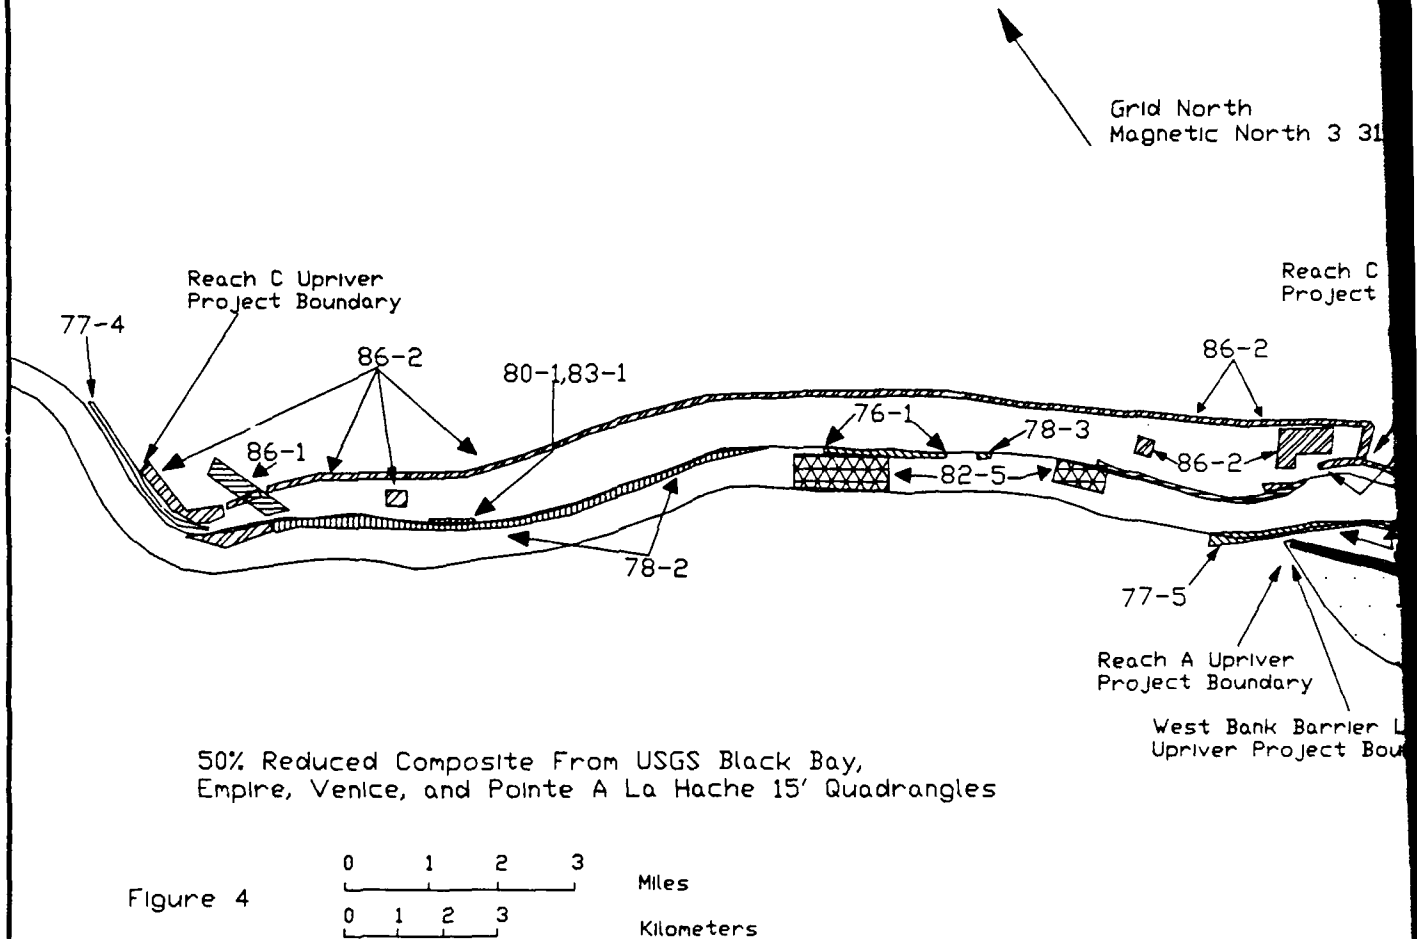 Grid North
Magnetic North 3 31
Reach C Upriver
Project Boundary
Reach C
Project
77-4
86-2
80-1,83-1
86-2
76-1
78-3
86-1
82-5
86-2
78-2
77-5
Reach A Upriver
Project Boundary
West Bank Barrier L
Upriver Project Bou
50% Reduced Composite From USGS Black Bay,
Empire, Venice, and Pointe A La Hache 15' Quadrangles
Figure 4
0 1 2 3
Miles
0 1 2 3
Kilometers